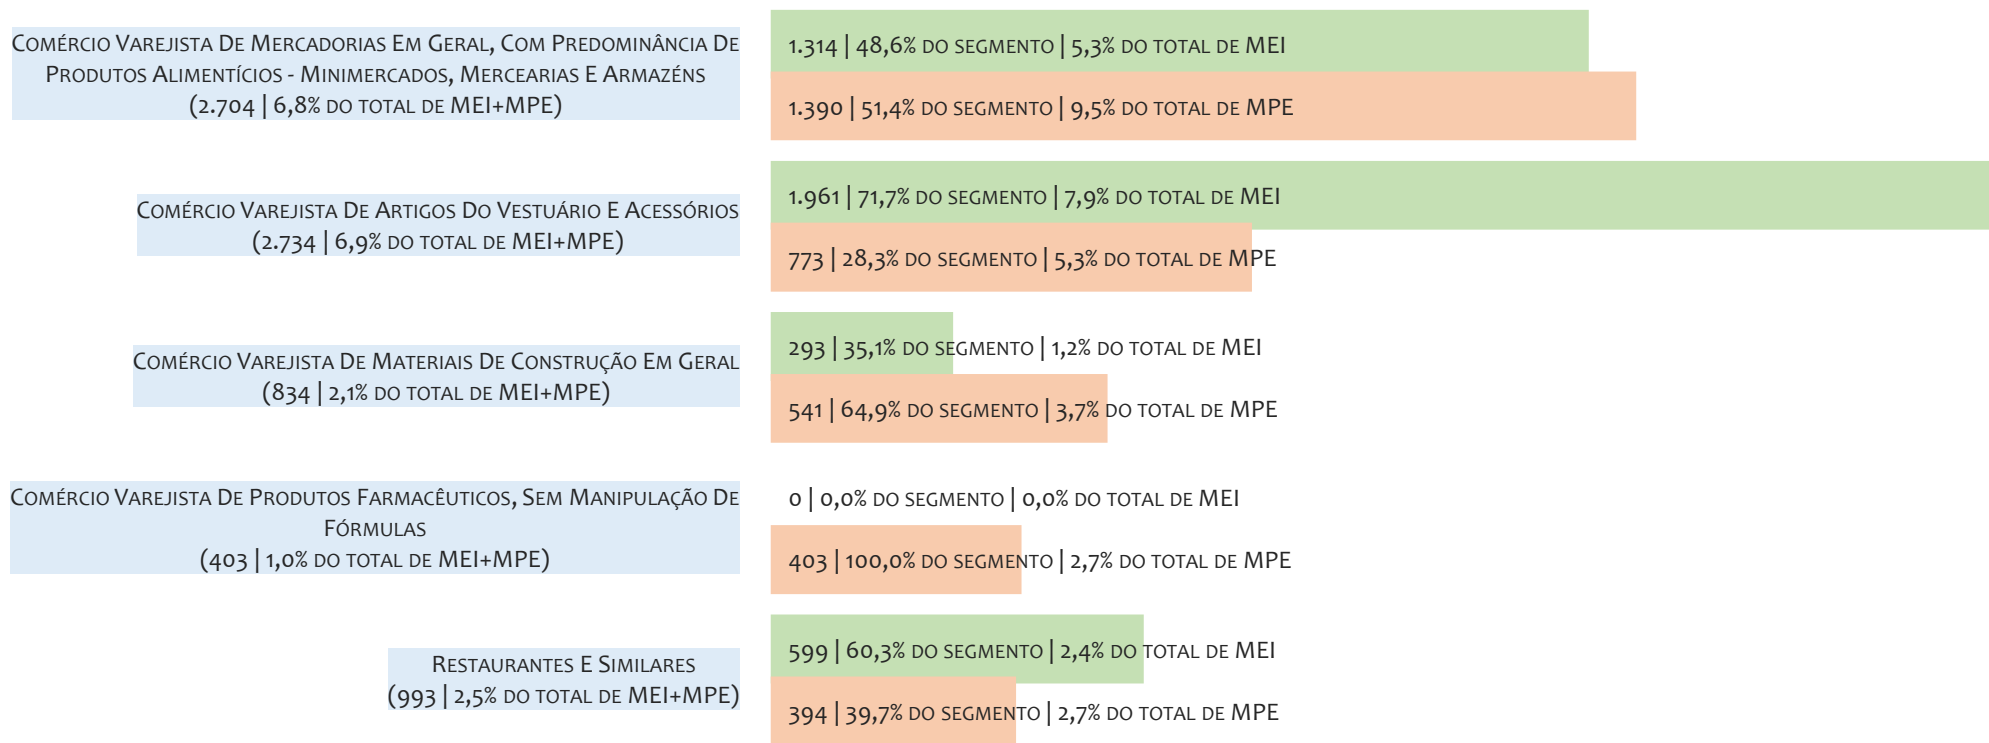 Comércio Varejista De Mercadorias Em Geral, Com Predominância De
Produtos Alimentícios - Minimercados, Mercearias E Armazéns
(2.704 | 6,8% do total de MEI+MPE)
1.314 | 48,6% do segmento | 5,3% do total de MEI
1.390 | 51,4% do segmento | 9,5% do total de MPE
Comércio Varejista De Artigos Do Vestuário E Acessórios
(2.734 | 6,9% do total de MEI+MPE)
1.961 | 71,7% do segmento | 7,9% do total de MEI
773 | 28,3% do segmento | 5,3% do total de MPE
Comércio Varejista De Materiais De Construção Em Geral
(834 | 2,1% do total de MEI+MPE)
293 | 35,1% do segmento | 1,2% do total de MEI
541 | 64,9% do segmento | 3,7% do total de MPE
Comércio Varejista De Produtos Farmacêuticos, Sem Manipulação De
Fórmulas
(403 | 1,0% do total de MEI+MPE)
0 | 0,0% do segmento | 0,0% do total de MEI
403 | 100,0% do segmento | 2,7% do total de MPE
Restaurantes E Similares
(993 | 2,5% do total de MEI+MPE)
599 | 60,3% do segmento | 2,4% do total de MEI
394 | 39,7% do segmento | 2,7% do total de MPE